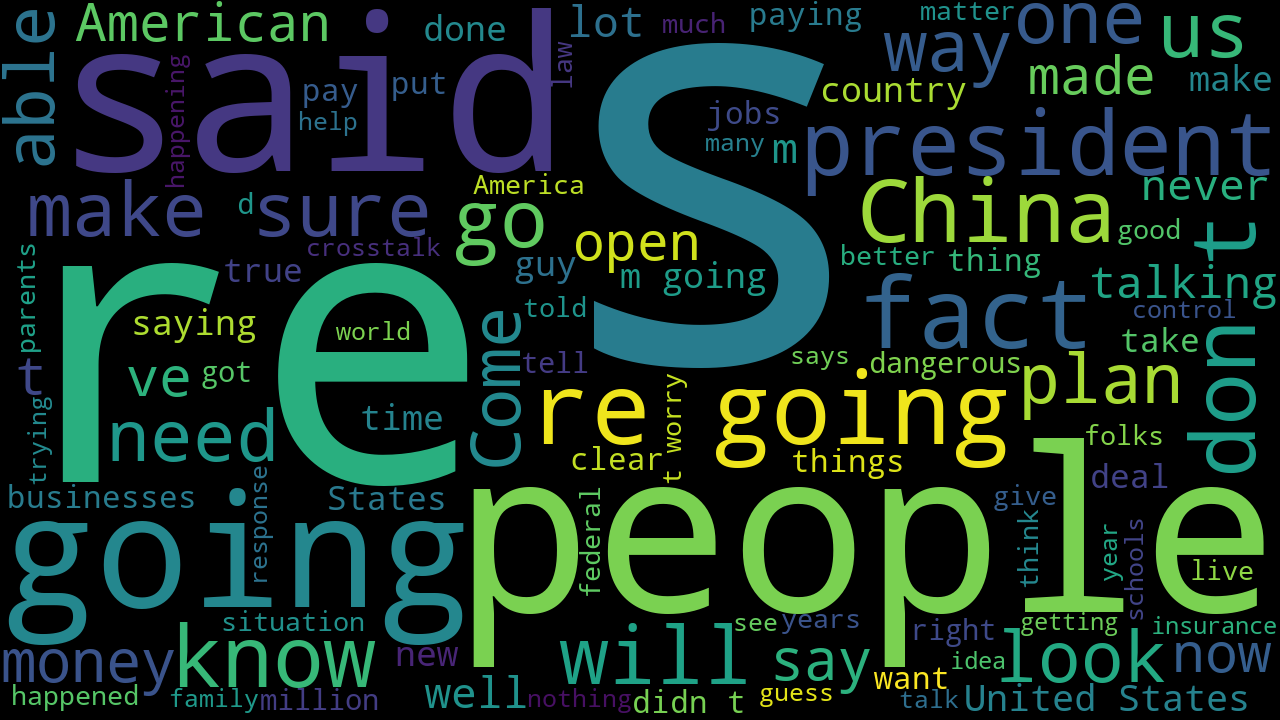 able
American
said
happening
pay
help
put
done
law
lot
much
paying
s
matter
one
us
way
made
make
country
jobs
many
m
president
make sure
d
go
America
open
China
never
good
don t
crosstalk
true
guy
m going
better
thing
talking
parents
saying
world
re
told
fact
control
take
t
ve
got
tell
says
dangerous
plan
trying
need
time
Come
re going
t worry
clear
things
folks
deal
businesses
States
response
going
people
federal
give
think
year
schools
live
situation
see
years
right
getting
insurance
money
know
new
will
say
idea
look
now
happened
family
million
well
nothing
didn t
guess
want
talk
United States